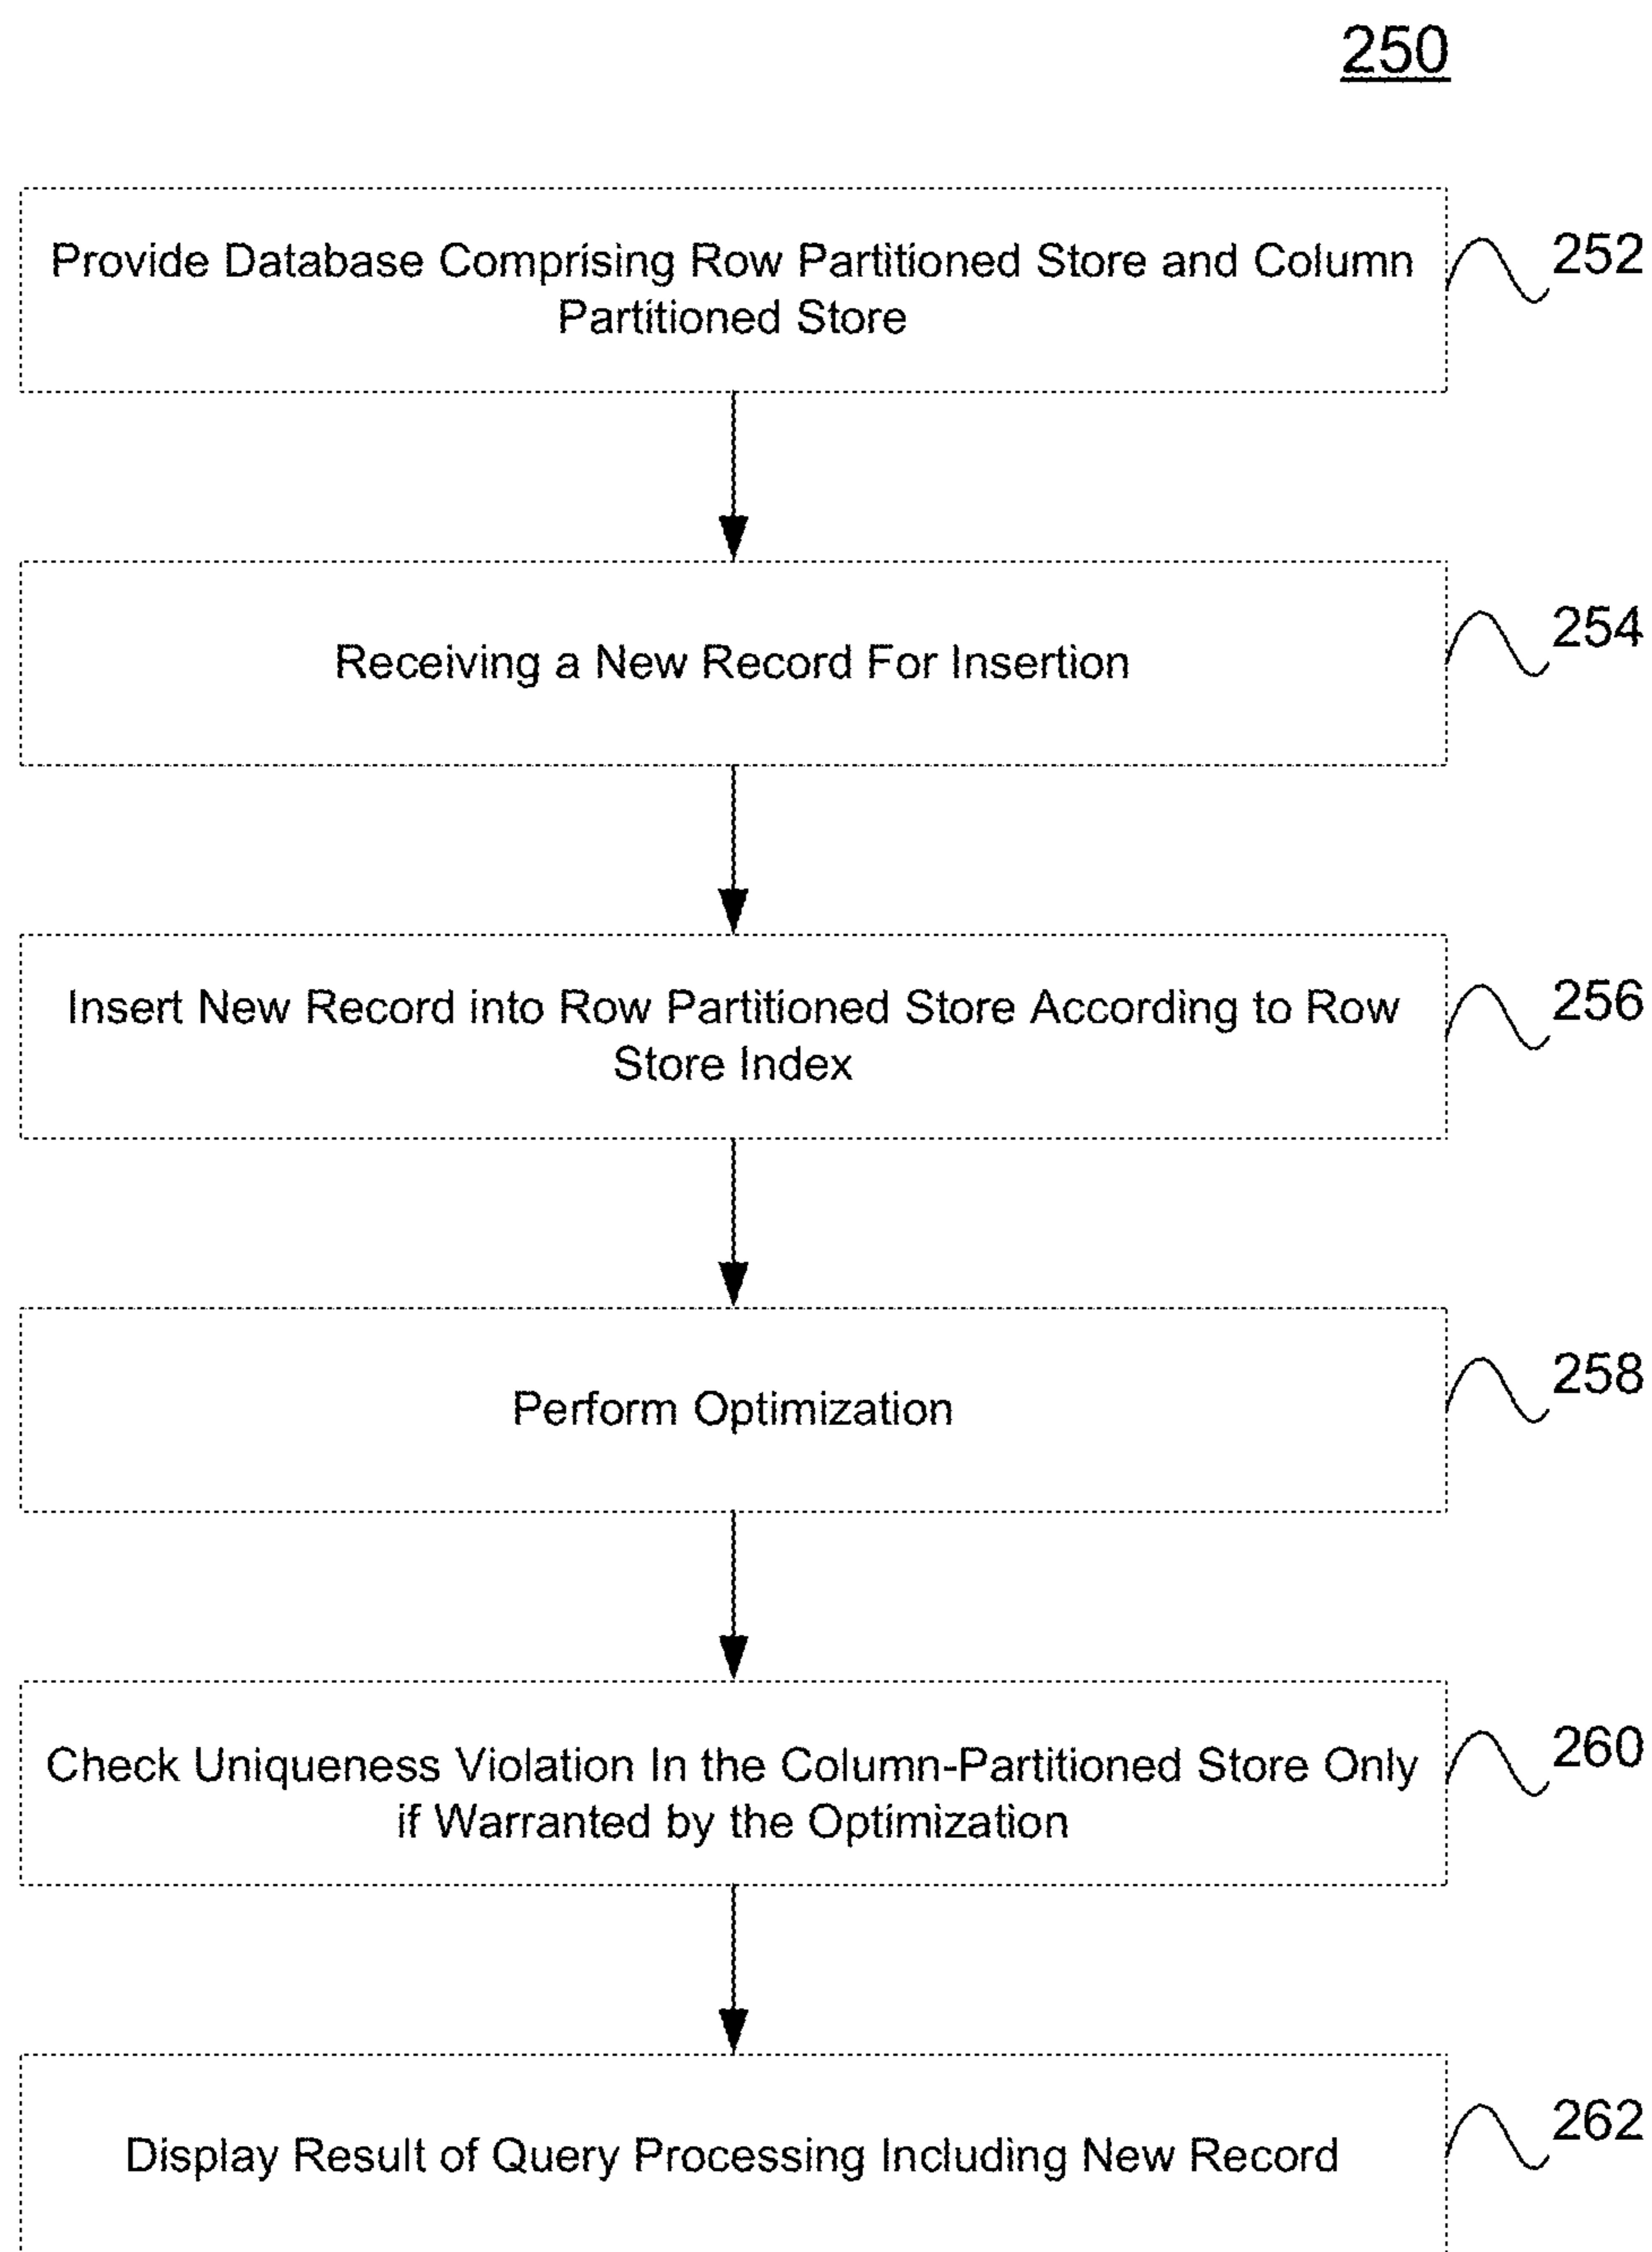 250
Provide Database Comprising Row Partitioned Store and Column
Partitioned Store
252
Receiving a New Record For Insertion
254
Insert New Record into Row Partitioned Store According to Row
Store Index
256
Perform Optimization
258
Check Uniqueness Violation In the Column-Partitioned Store Only
if Warranted by the Optimization
260
Display Result of Query Processing Including New Record
262